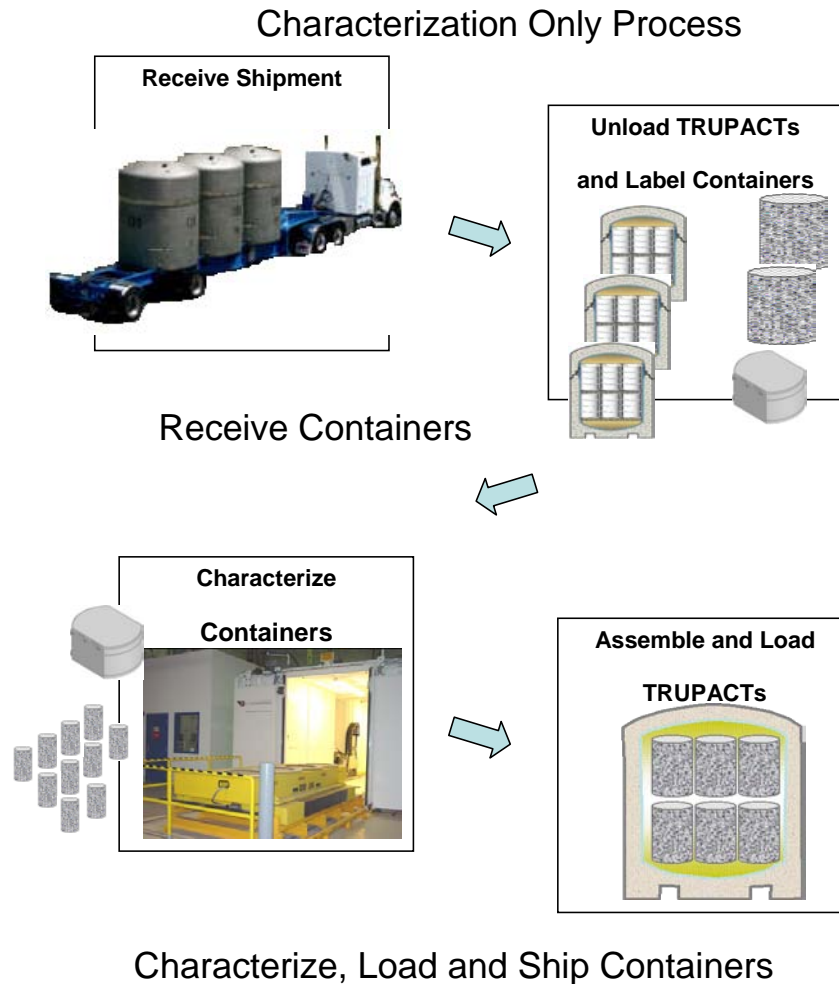 Characterization Only Process
Receive Shipment
Unload TRUPACTs
and Label Containers
Receive Containers
Characterize
Containers
Assemble and Load
TRUPACTs
Characterize, Load and Ship Containers